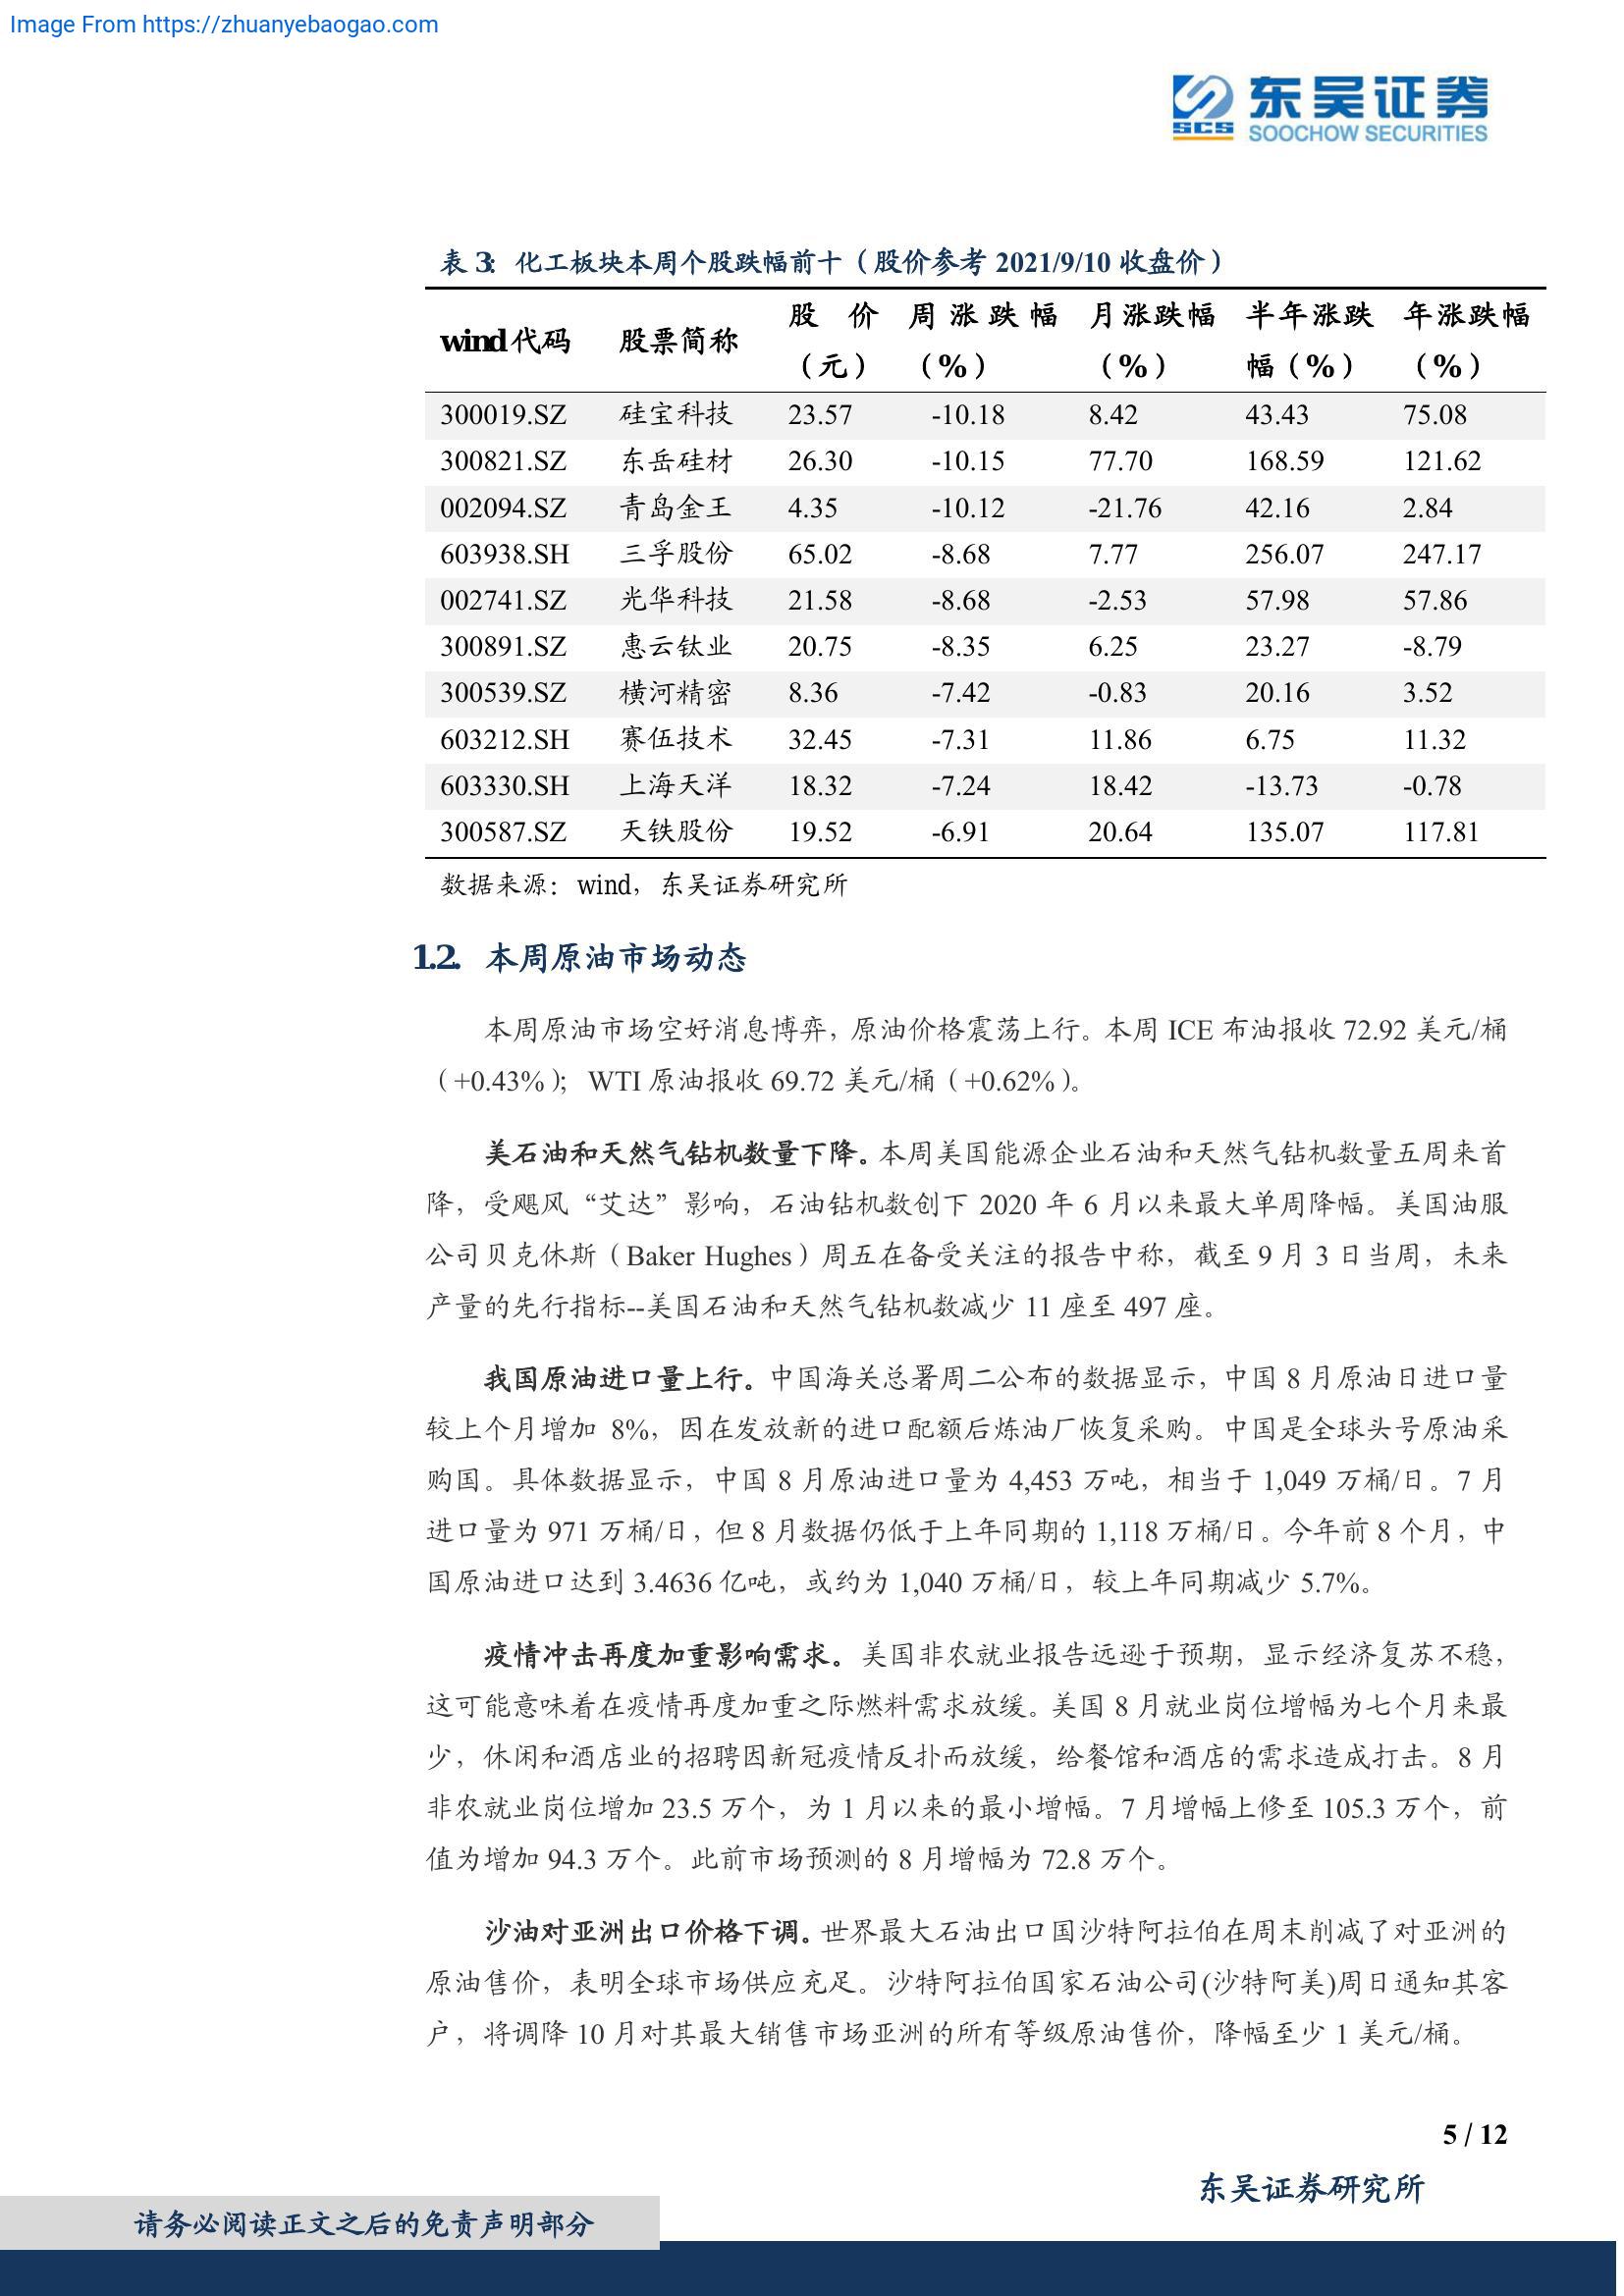 Image From https://zhuanyebaogao.com
SCS 东吴证券
SOOCHOW SECURITIES
表 3: 化工板块本周个股跌幅前十（股价参考 2021/9/10 收盘价）
wind代码 股票简称 股 价（元） 周涨跌幅（%） 月涨跌幅（%） 半年涨跌幅（%） 年涨跌幅（%）
300019.SZ 硅宝科技 23.57 -10.18 8.42 43.43 75.08
300821.SZ 东岳硅材 26.30 -10.15 77.70 168.59 121.62
002094.SZ 青岛金王 4.35 -10.12 -21.76 42.16 2.84
603938.SH 三孚股份 65.02 -8.68 7.77 256.07 247.17
002741.SZ 光华科技 21.58 -8.68 -2.53 57.98 57.86
300891.SZ 惠云钛业 20.75 -8.35 6.25 23.27 -8.79
300539.SZ 横河精密 8.36 -7.42 -0.83 20.16 3.52
603212.SH 赛伍技术 32.45 -7.31 11.86 6.75 11.32
603330.SH 上海天洋 18.32 -7.24 18.42 -13.73 -0.78
300587.SZ 天铁股份 19.52 -6.91 20.64 135.07 117.81
数据来源：wind，东吴证券研究所
1.2. 本周原油市场动态
本周原油市场空好消息博弈，原油价格震荡上行。本周 ICE 布油报收 72.92 美元/桶
（+0.43%）；WTI 原油报收 69.72 美元/桶（+0.62%）。
美石油和天然气钻机数量下降。本周美国能源企业石油和天然气钻机数量五周来首
降，受飓风“艾达”影响，石油钻机数创下 2020 年 6 月以来最大单周降幅。美国油服
公司贝克休斯（Baker Hughes）周五在备受关注的报告中称，截至 9 月 3 日当周，未来
产量的先行指标--美国石油和天然气钻机数减少 11 座至 497 座。
我国原油进口量上行。中国海关总署周二公布的数据显示，中国 8 月原油日进口量
较上个月增加 8%，因在发放新的进口配额后炼油厂恢复采购。中国是全球头号原油采
购国。具体数据显示，中国 8 月原油进口量为 4,453 万吨，相当于 1,049 万桶/日。7 月
进口量为 971 万桶/日，但 8 月数据仍低于上年同期的 1,118 万桶/日。今年前 8 个月，中
国原油进口达到 3.4636 亿吨，或约为 1,040 万桶/日，较上年同期减少 5.7%。
疫情冲击再度加重影响需求。美国非农就业报告远逊于预期，显示经济复苏不稳，
这可能意味着在疫情再度加重之际燃料需求放缓。美国 8 月就业岗位增幅为七个月来最
少，休闲和酒店业的招聘因新冠疫情反扑而放缓，给餐馆和酒店的需求造成打击。8 月
非农就业岗位增加 23.5 万个，为 1 月以来的最小增幅。7 月增幅上修至 105.3 万个，前
值为增加 94.3 万个。此前市场预测的 8 月增幅为 72.8 万个。
沙油对亚洲出口价格下调。世界最大石油出口国沙特阿拉伯在周末削减了对亚洲的
原油售价，表明全球市场供应充足。沙特阿拉伯国家石油公司(沙特阿美)周日通知其客
户，将调降 10 月对其最大销售市场亚洲的所有等级原油售价，降幅至少 1 美元/桶。
5 / 12
东吴证券研究所
请务必阅读正文之后的免责声明部分